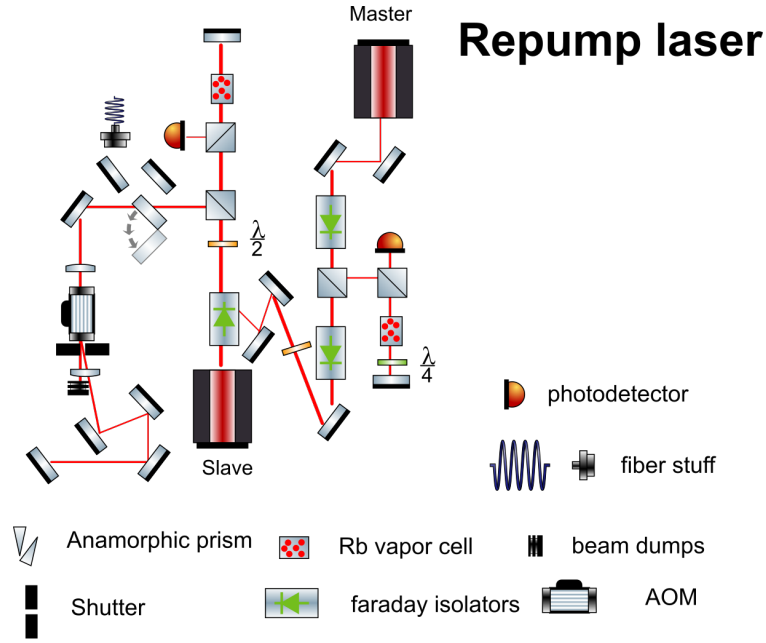 Master
Repump laser
λ
2
λ
4
Slave
photodetector
fiber stuff
Anamorphic prism
Rb vapor cell
beam dumps
Shutter
faraday isolators
AOM